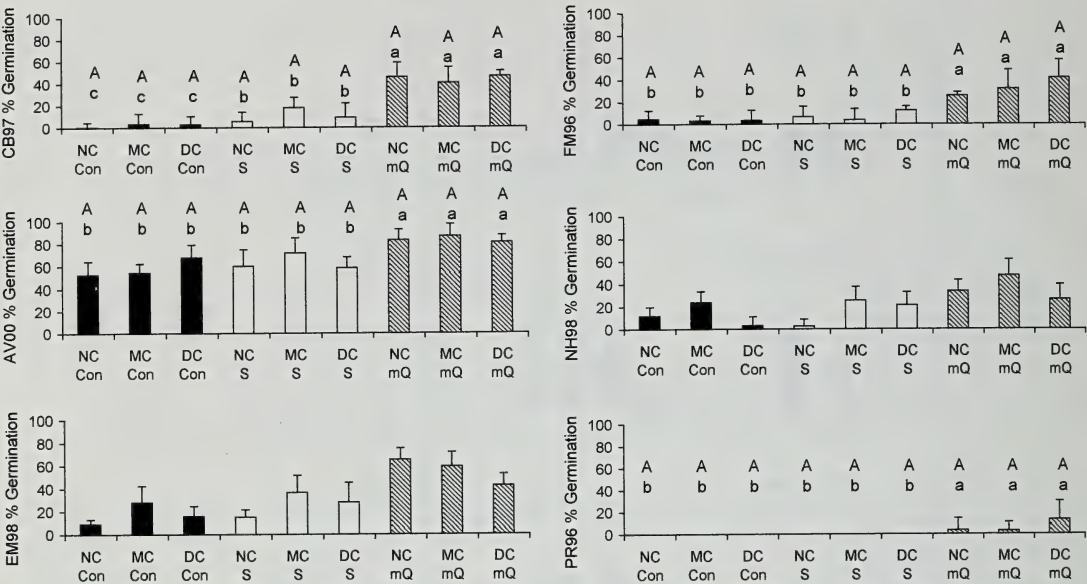 CB97 % Germination
100
80
60
40
20
0
A A A A A A A A A
c c c b b b a a a
NC MC DC NC MC DC NC MC DC
Con Con Con S S S mQ mQ mQ
FM96 % Germination
100
80
60
40
20
0
A A A A A A A A A
b b b b b b a a a
NC MC DC NC MC DC NC MC DC
Con Con Con S S S mQ mQ mQ
AV00 % Germination
100
80
60
40
20
0
A A A A A A A A A
b b b b b b a a a
NC MC DC NC MC DC NC MC DC
Con Con Con S S S mQ mQ mQ
NH98 % Germination
100
80
60
40
20
0
NC MC DC NC MC DC NC MC DC
Con Con Con S S S mQ mQ mQ
EM98 % Germination
100
80
60
40
20
0
NC MC DC NC MC DC NC MC DC
Con Con Con S S S mQ mQ mQ
PR96 % Germination
100
80
60
40
20
0
A A A A A A A A A
b b b b b b a a a
NC MC DC NC MC DC NC MC DC
Con Con Con S S S mQ mQ mQ